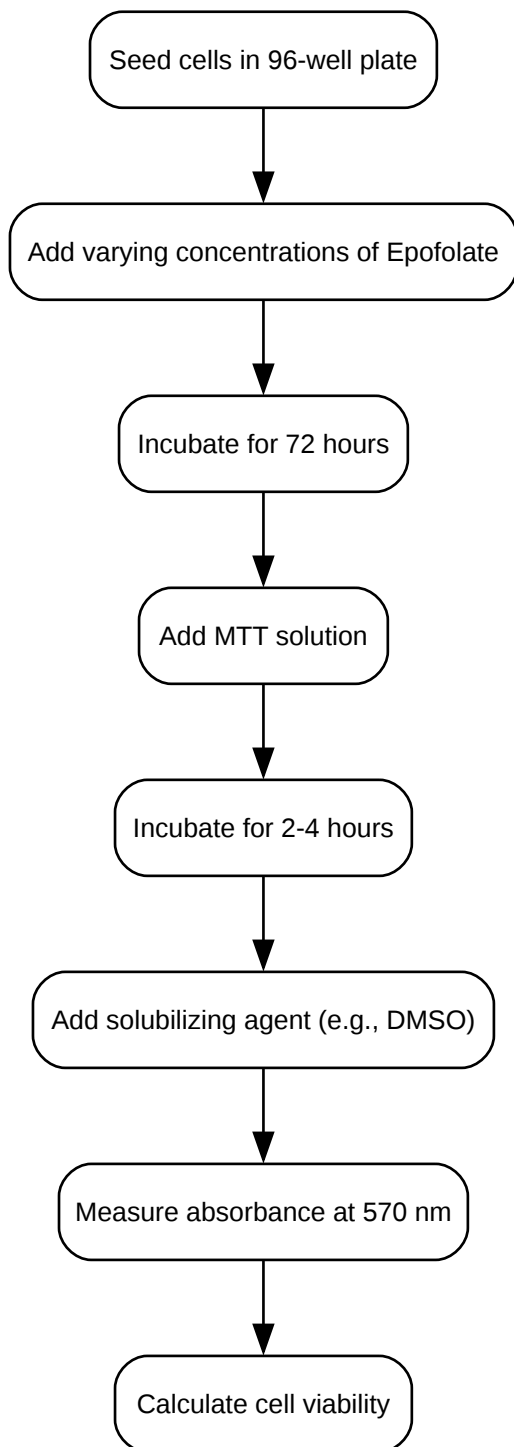 Seed cells in 96-well plate
Add varying concentrations of Epofolate
Incubate for 72 hours
Add MTT solution
Incubate for 2-4 hours
Add solubilizing agent (e.g., DMSO)
Measure absorbance at 570 nm
Calculate cell viability